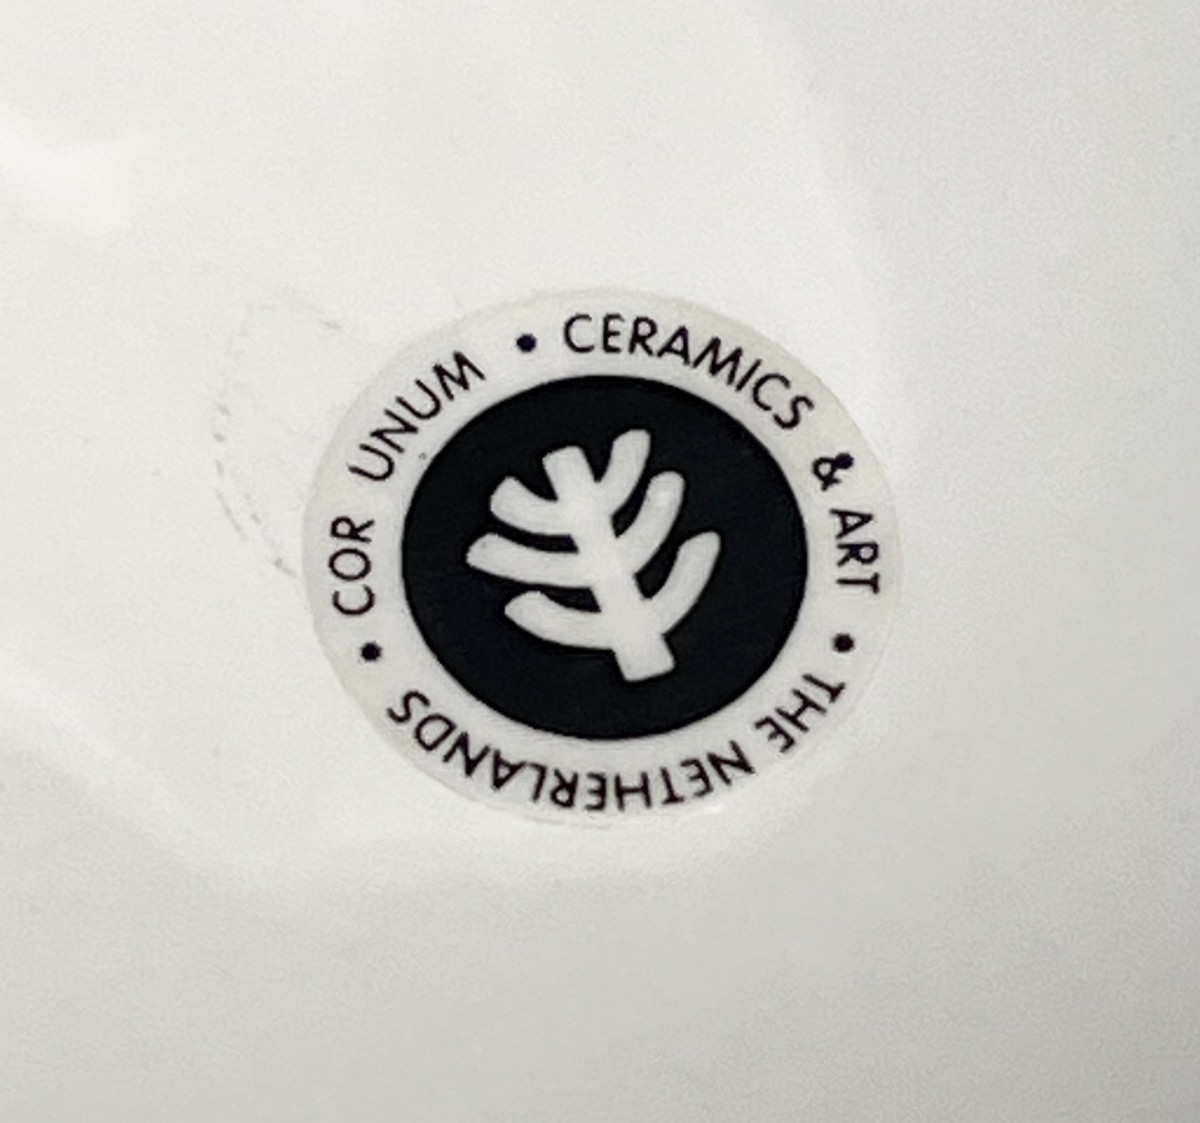 COR UNUM • CERAMICS & ART • THE NETHERLANDS •